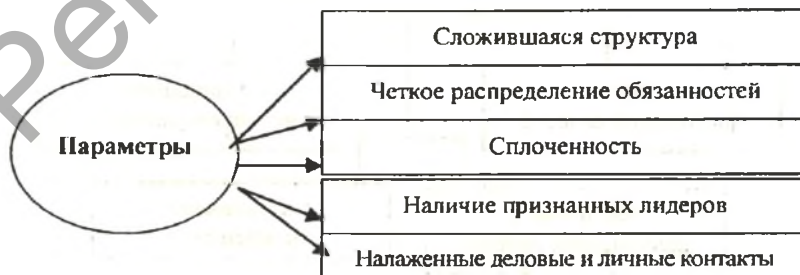 Сложившаяся структура
Четкое распределение обязанностей
Параметры
Сплоченность
Наличие признанных лидеров
Налаженные деловые и личные контакты